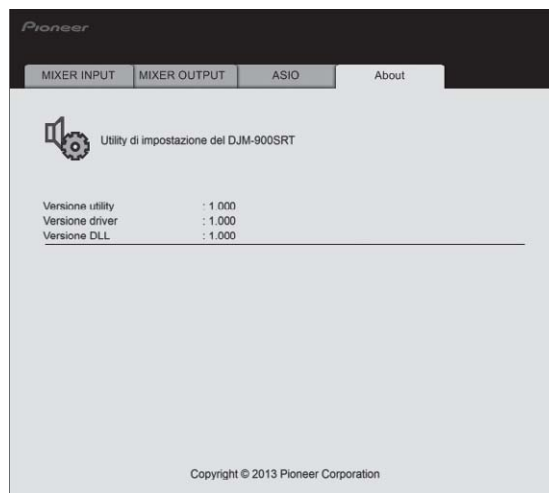 Pioneer
MIXER INPUT MIXER OUTPUT ASIO About
Utility di impostazione del DJM-900SRT
Versione utility : 1.000
Versione driver : 1.000
Versione DLL : 1.000
Copyright © 2013 Pioneer Corporation